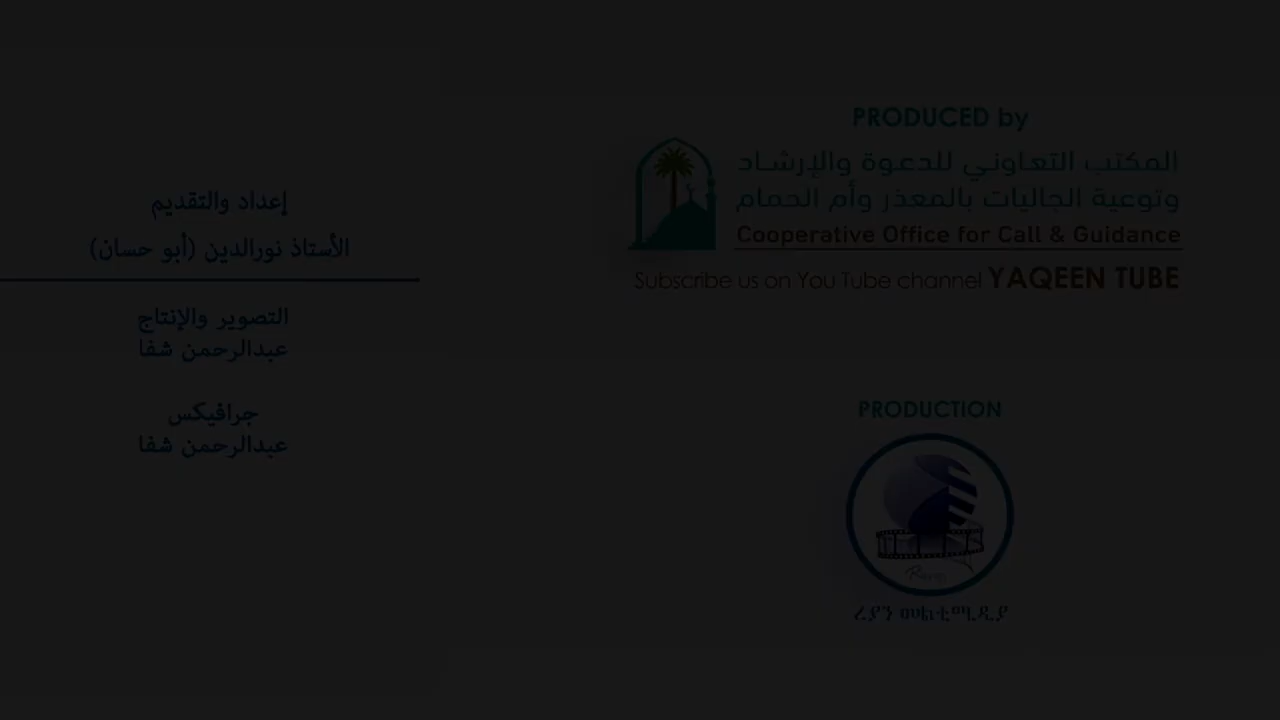 إعداد والتقديم
الأستاذ نورالدين (أبو حسان)
التصوير والإنتاج
عبدالرحمن شفا
جرافيكس
عبدالرحمن شفا
PRODUCED by
المكتب التعاوني للدعوة والإرشاد
وتوعية الجاليات بالمعذر وأم الحمام
Cooperative Office for Call & Guidance
Subscribe us on You Tube channel YAQEEN TUBE
PRODUCTION
ረያን መልቲሚዲያ